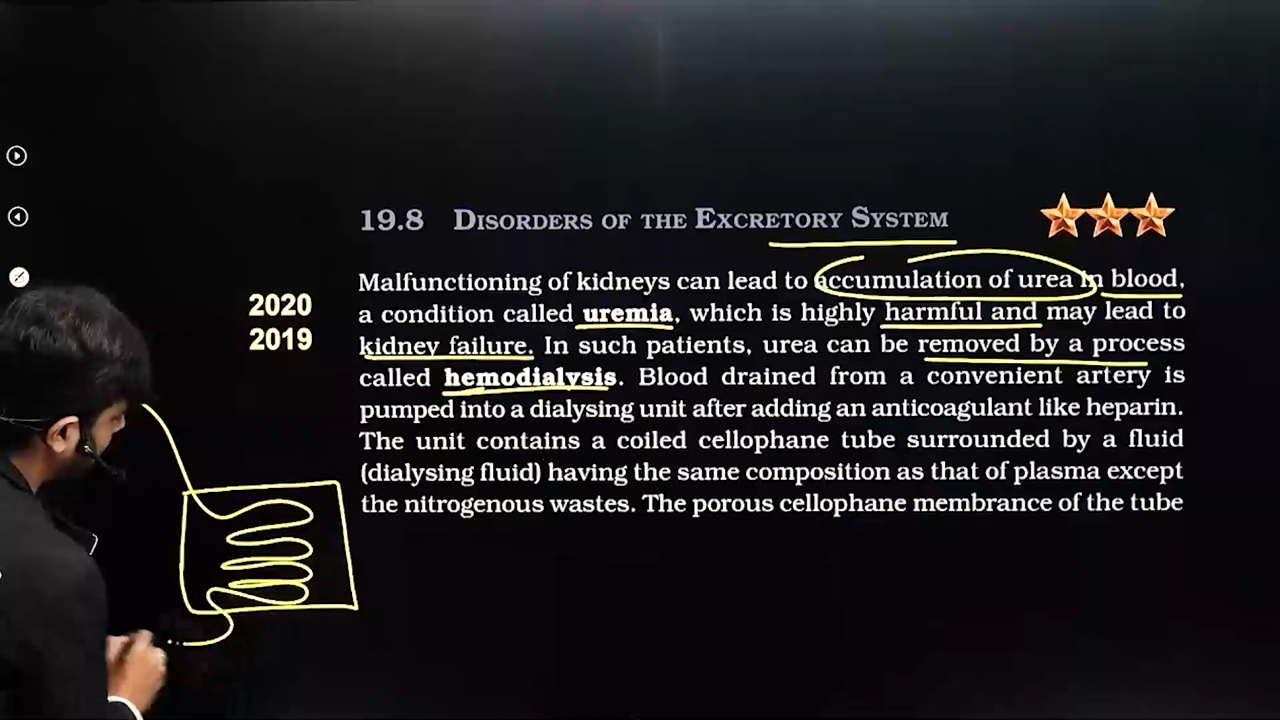 19.8 DISORDERS OF THE EXCRETORY SYSTEM
Malfunctioning of kidneys can lead to accumulation of urea in blood,
2020
a condition called uremia, which is highly harmful and may lead to
2019
kidney failure. In such patients, urea can be removed by a process
called hemodialysis. Blood drained from a convenient artery is
pumped into a dialysing unit after adding an anticoagulant like heparin.
The unit contains a coiled cellophane tube surrounded by a fluid
(dialysing fluid) having the same composition as that of plasma except
the nitrogenous wastes. The porous cellophane membrance of the tube